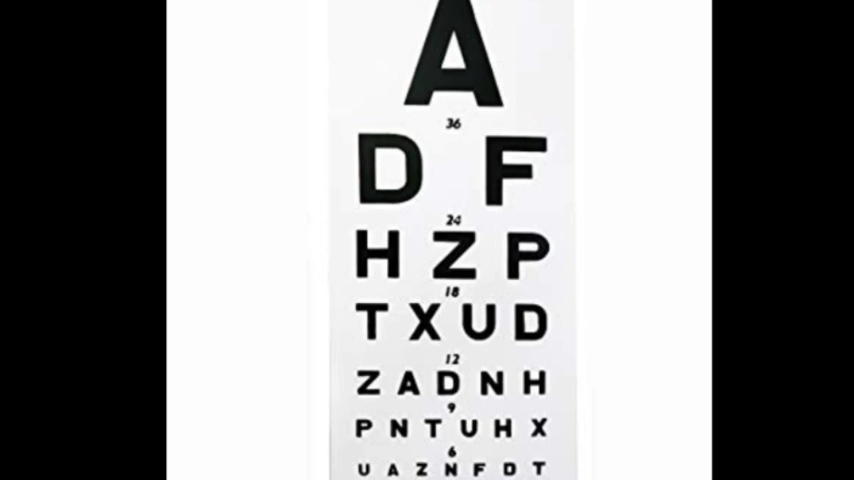 A
36
D F
24
H Z P
18
T X U D
12
Z A D N H
9
P N T U H X
6
U A Z N F D T